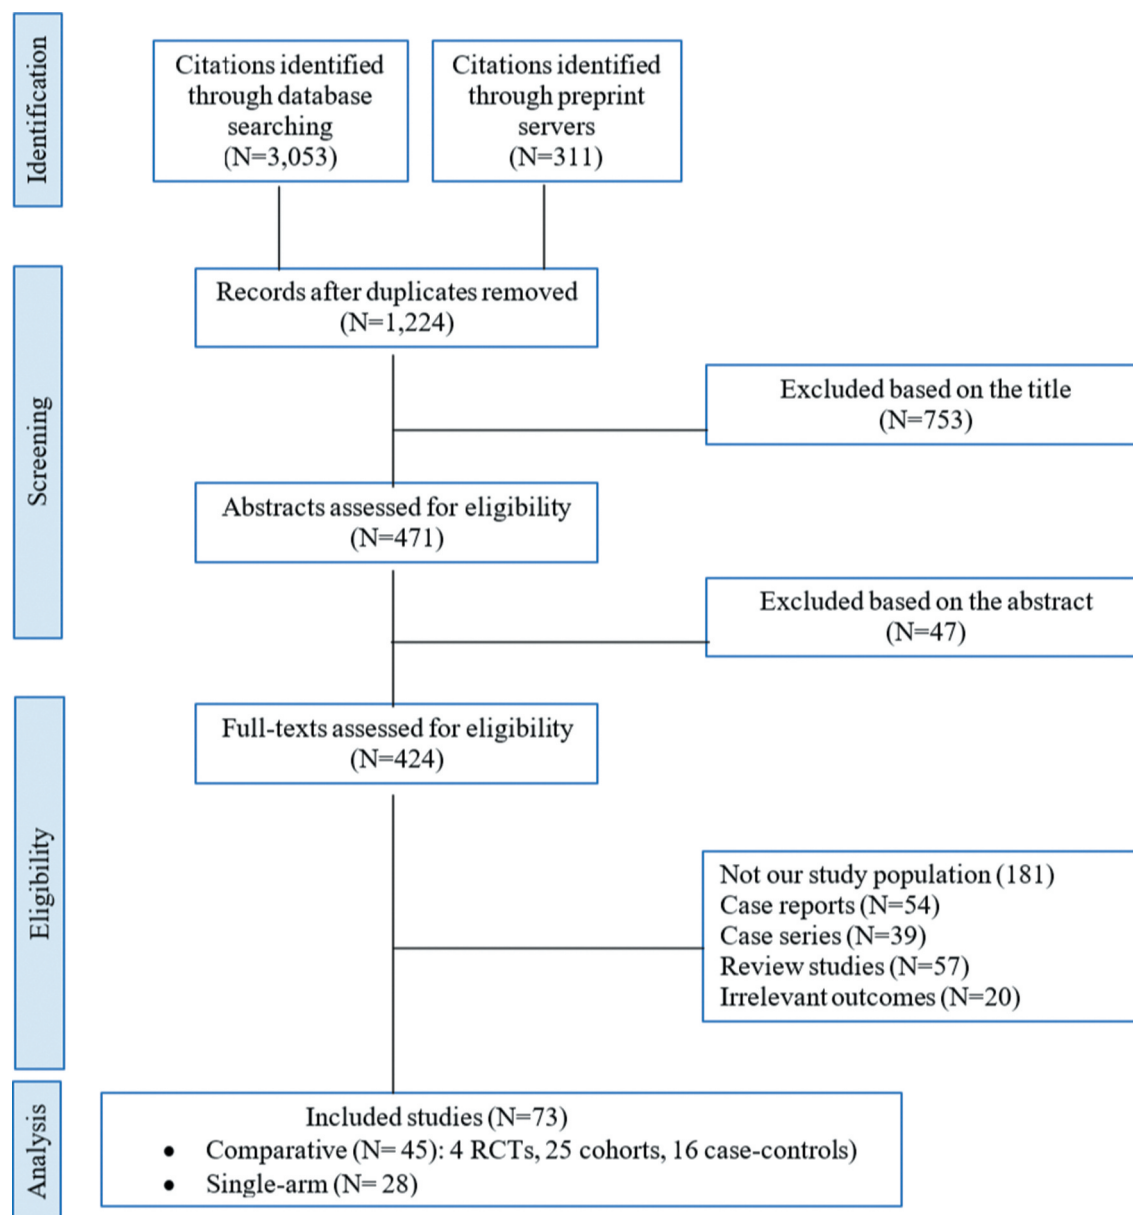 Identification
Citations identified
through database
searching
(N=3,053)
Citations identified
through preprint
servers
(N=311)
Screening
Records after duplicates removed
(N=1,224)
Excluded based on the title
(N=753)
Abstracts assessed for eligibility
(N=471)
Excluded based on the abstract
(N=47)
Eligibility
Full-texts assessed for eligibility
(N=424)
Not our study population (181)
Case reports (N=54)
Case series (N=39)
Review studies (N=57)
Irrelevant outcomes (N=20)
Analysis
Included studies (N=73)
• Comparative (N= 45): 4 RCTs, 25 cohorts, 16 case-controls)
• Single-arm (N= 28)